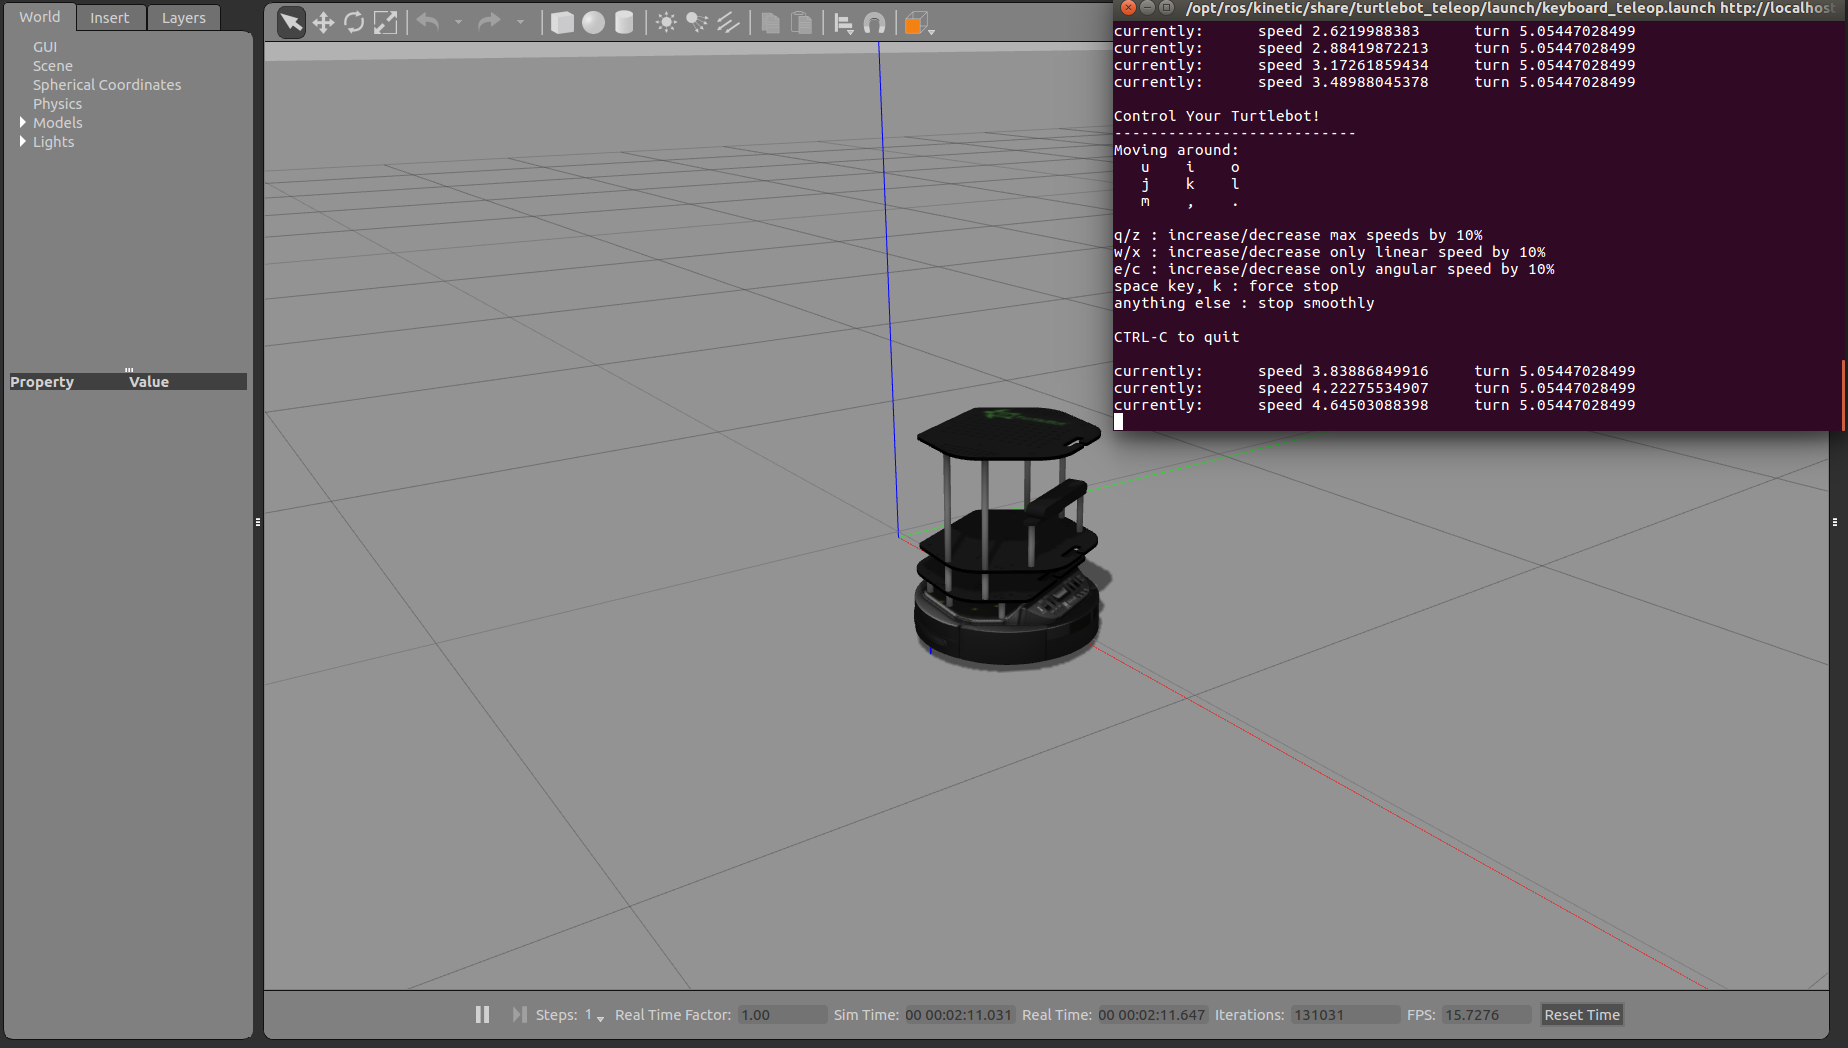 World Insert Layers
GUI
Scene
Spherical Coordinates
Physics
Models
Lights
Property Value
/opt/ros/kinetic/share/turtlebot_teleop/launch/keyboard_teleop.launch http://localhost
currently: speed 2.6219988383 turn 5.05447028499
currently: speed 2.88419872213 turn 5.05447028499
currently: speed 3.17261859434 turn 5.05447028499
currently: speed 3.48988045378 turn 5.05447028499
Control Your Turtlebot!
---------------------------
Moving around:
u i o
j k l
m , .
q/z : increase/decrease max speeds by 10%
w/x : increase/decrease only linear speed by 10%
e/c : increase/decrease only angular speed by 10%
space key, k : force stop
anything else : stop smoothly
CTRL-C to quit
currently: speed 3.83886849916 turn 5.05447028499
currently: speed 4.22275534907 turn 5.05447028499
currently: speed 4.64503088398 turn 5.05447028499
Steps: 1 Real Time Factor: 1.00 Sim Time: 00 00:02:11.031 Real Time: 00 00:02:11.647 Iterations: 131031 FPS: 15.7276 Reset Time